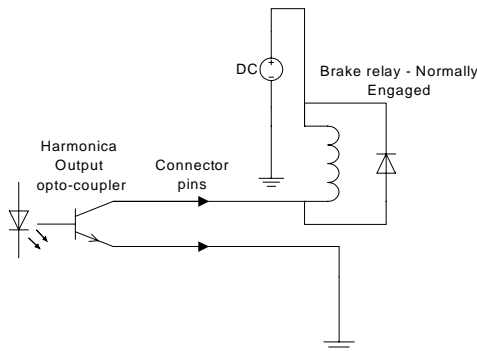 DC
Brake relay - Normally
Engaged
Harmonica
Output
opto-coupler
Connector
pins